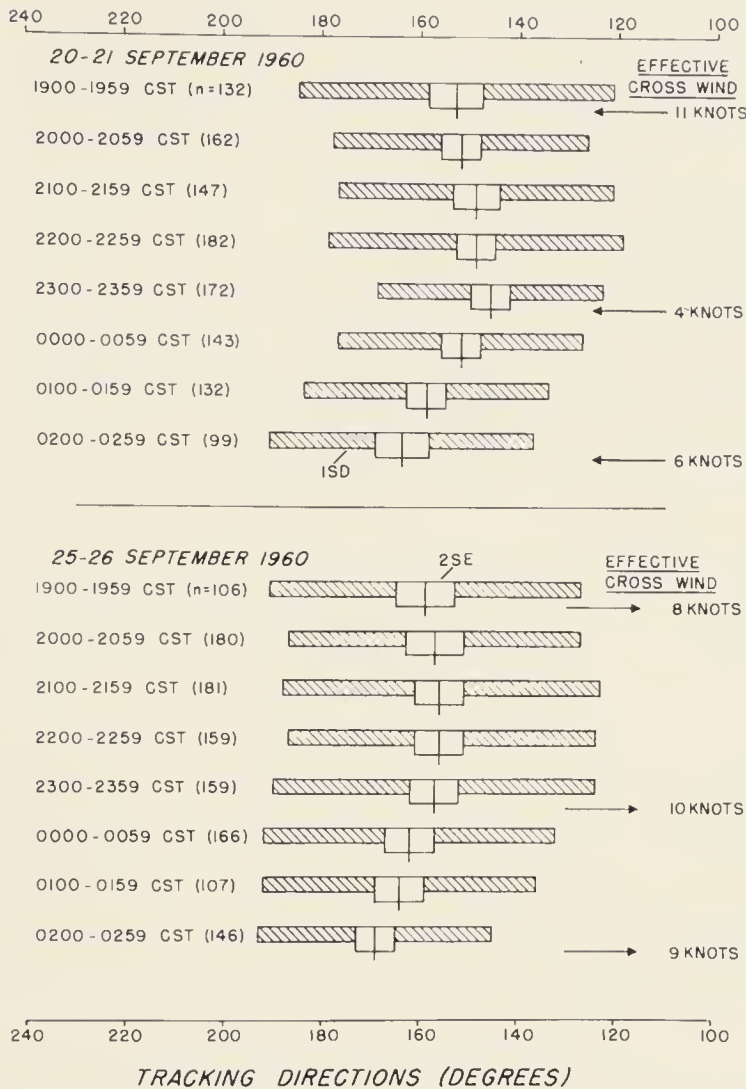 240 220 200 180 160 140 120 100
20-21 SEPTEMBER 1960
EFFECTIVE
CROSS WIND
1900-1959 CST (n=132)
11 KNOTS
2000-2059 CST (162)
2100-2159 CST (147)
2200-2259 CST (182)
2300-2359 CST (172)
4 KNOTS
0000-0059 CST (143)
0100-0159 CST (132)
0200-0259 CST (99)
1SD
6 KNOTS
25-26 SEPTEMBER 1960
2SE
EFFECTIVE
CROSS WIND
1900-1959 CST (n=106)
8 KNOTS
2000-2059 CST (180)
2100-2159 CST (181)
2200-2259 CST (159)
2300-2359 CST (159)
10 KNOTS
0000-0059 CST (166)
0100-0159 CST (107)
0200-0259 CST (146)
9 KNOTS
240 220 200 180 160 140 120 100
TRACKING DIRECTIONS (DEGREES)